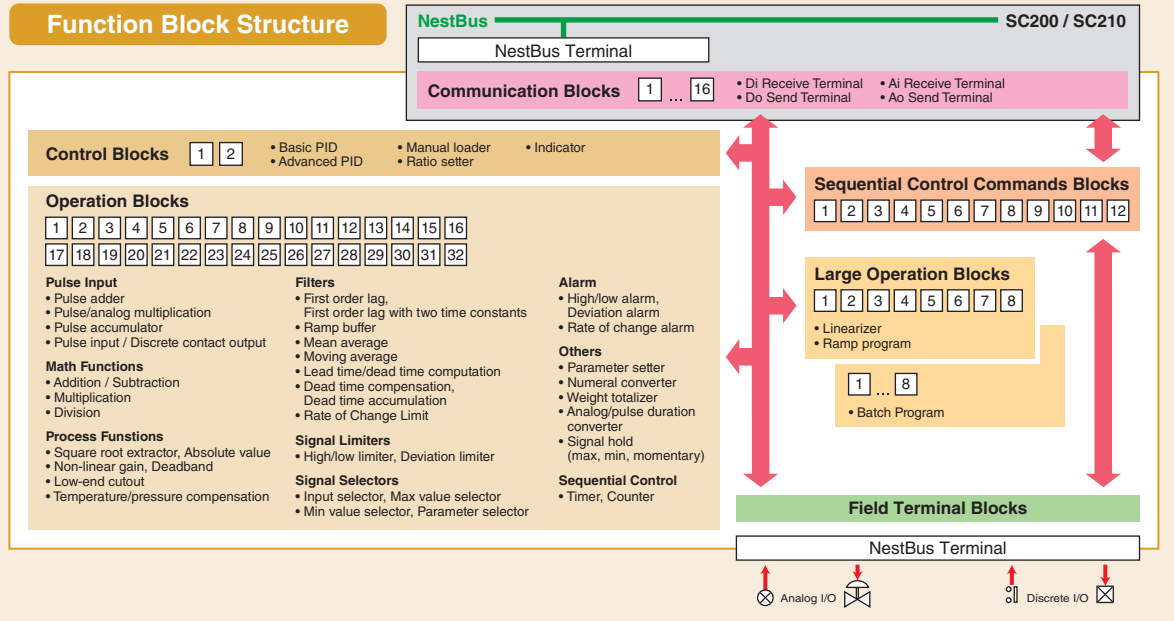 Function Block Structure
NestBus
SC200 / SC210
NestBus Terminal
Communication Blocks 1 ... 16
• Di Receive Terminal
• Do Send Terminal
• Ai Receive Terminal
• Ao Send Terminal
Control Blocks 1 2
• Basic PID
• Advanced PID
• Manual loader
• Ratio setter
• Indicator
Operation Blocks
1 2 3 4 5 6 7 8 9 10 11 12 13 14 15 16
17 18 19 20 21 22 23 24 25 26 27 28 29 30 31 32
Pulse Input
• Pulse adder
• Pulse/analog multiplication
• Pulse accumulator
• Pulse input / Discrete contact output
Math Functions
• Addition / Subtraction
• Multiplication
• Division
Process Funstions
• Square root extractor, Absolute value
• Non-linear gain, Deadband
• Low-end cutout
• Temperature/pressure compensation
Filters
• First order lag,
First order lag with two time constants
• Ramp buffer
• Mean average
• Moving average
• Lead time/dead time computation
• Dead time compensation,
Dead time accumulation
• Rate of Change Limit
Signal Limiters
• High/low limiter, Deviation limiter
Signal Selectors
• Input selector, Max value selector
• Min value selector, Parameter selector
Alarm
• High/low alarm,
Deviation alarm
• Rate of change alarm
Others
• Parameter setter
• Numeral converter
• Weight totalizer
• Analog/pulse duration
converter
• Signal hold
(max, min, momentary)
Sequential Control
• Timer, Counter
Sequential Control Commands Blocks
1 2 3 4 5 6 7 8 9 10 11 12
Large Operation Blocks
1 2 3 4 5 6 7 8
• Linearizer
• Ramp program
1 ... 8
• Batch Program
Field Terminal Blocks
NestBus Terminal
Analog I/O
Discrete I/O